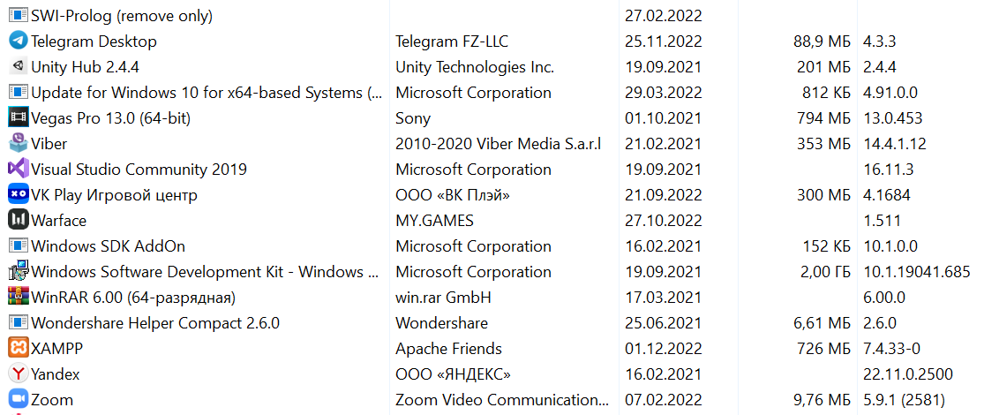 SWI-Prolog (remove only) 27.02.2022
Telegram Desktop Telegram FZ-LLC 25.11.2022 88,9 МБ 4.3.3
Unity Hub 2.4.4 Unity Technologies Inc. 19.09.2021 201 МБ 2.4.4
Update for Windows 10 for x64-based Systems (... Microsoft Corporation 29.03.2022 812 КБ 4.91.0.0
Vegas Pro 13.0 (64-bit) Sony 01.10.2021 794 МБ 13.0.453
Viber 2010-2020 Viber Media S.a.r.l 21.02.2021 353 МБ 14.4.1.12
Visual Studio Community 2019 Microsoft Corporation 19.09.2021 16.11.3
VK Play Игровой центр ООО «ВК Плэй» 21.09.2022 300 МБ 4.1684
Warface MY.GAMES 27.10.2022 1.511
Windows SDK AddOn Microsoft Corporation 16.02.2021 152 КБ 10.1.0.0
Windows Software Development Kit - Windows ... Microsoft Corporation 19.09.2021 2,00 ГБ 10.1.19041.685
WinRAR 6.00 (64-разрядная) win.rar GmbH 17.03.2021 6.00.0
Wondershare Helper Compact 2.6.0 Wondershare 25.06.2021 6,61 МБ 2.6.0
XAMPP Apache Friends 01.12.2022 726 МБ 7.4.33-0
Yandex ООО «ЯНДЕКС» 16.02.2021 22.11.0.2500
Zoom Zoom Video Communication... 07.02.2022 9,76 МБ 5.9.1 (2581)